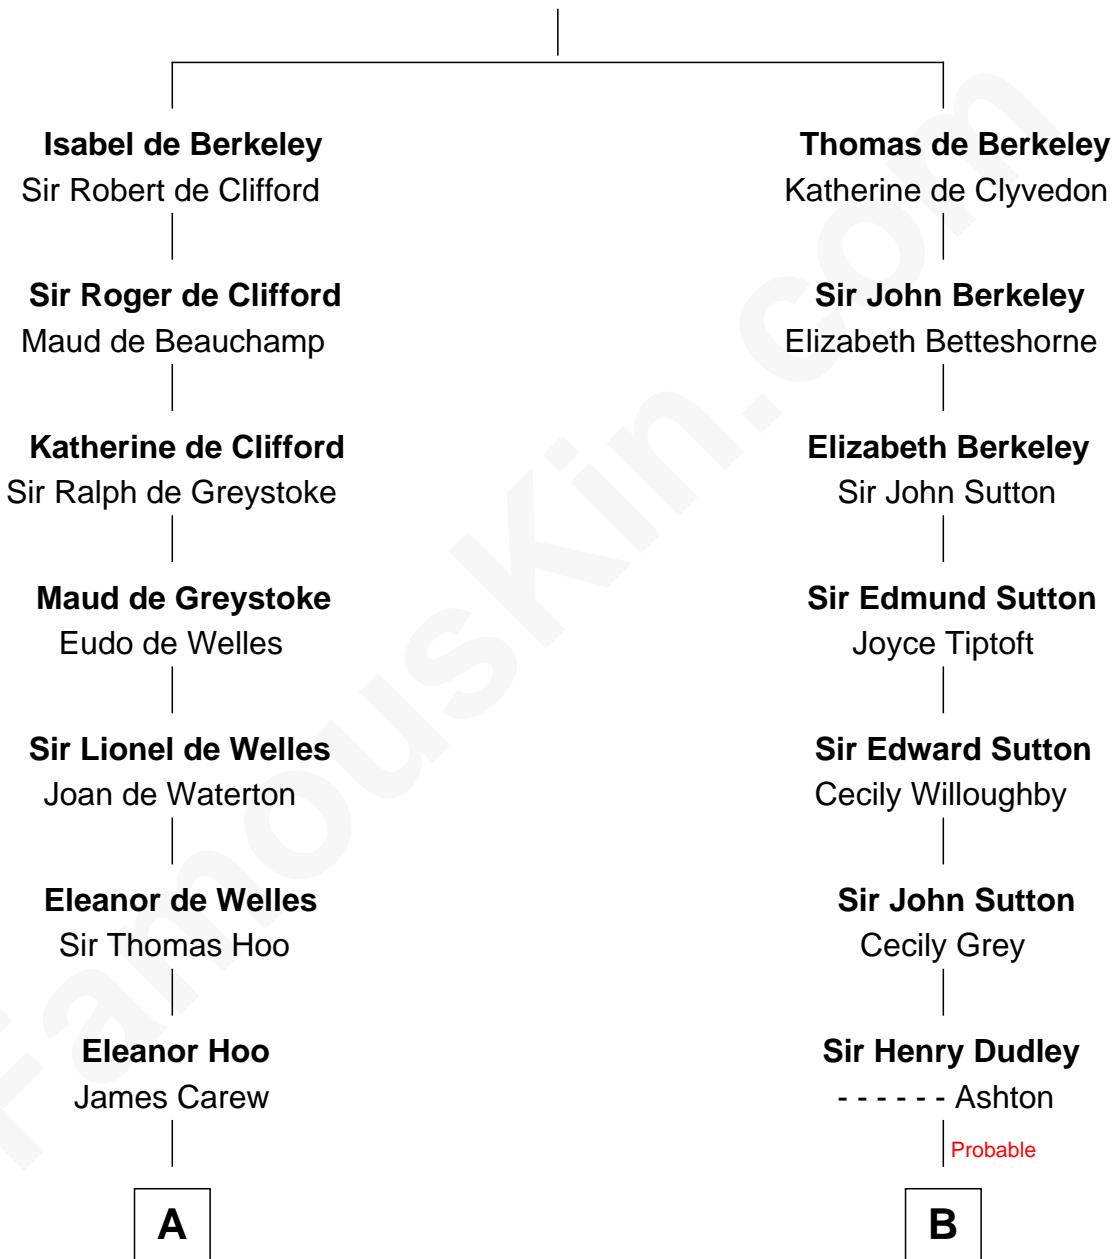 Isabel de Berkeley
Sir Robert de Clifford
Sir Roger de Clifford
Maud de Beauchamp
Katherine de Clifford
Sir Ralph de Greystoke
Maud de Greystoke
Eudo de Welles
Sir Lionel de Welles
Joan de Waterton
Eleanor de Welles
Sir Thomas Hoo
Eleanor Hoo
James Carew
A
Thomas de Berkeley
Katherine de Clyvedon
Sir John Berkeley
Elizabeth Betteshorne
Elizabeth Berkeley
Sir John Sutton
Sir Edmund Sutton
Joyce Tiptoft
Sir Edward Sutton
Cecily Willoughby
Sir John Sutton
Cecily Grey
Sir Henry Dudley
- - - - - - Ashton
Probable
B
FamousKin.com